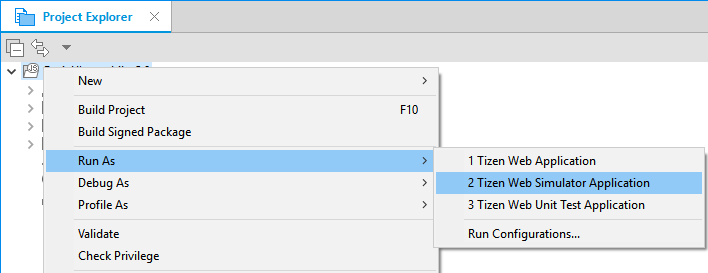 Project Explorer
New
Build Project F10
Build Signed Package
Run As
Debug As
Profile As
Validate
Check Privilege
1 Tizen Web Application
2 Tizen Web Simulator Application
3 Tizen Web Unit Test Application
Run Configurations...